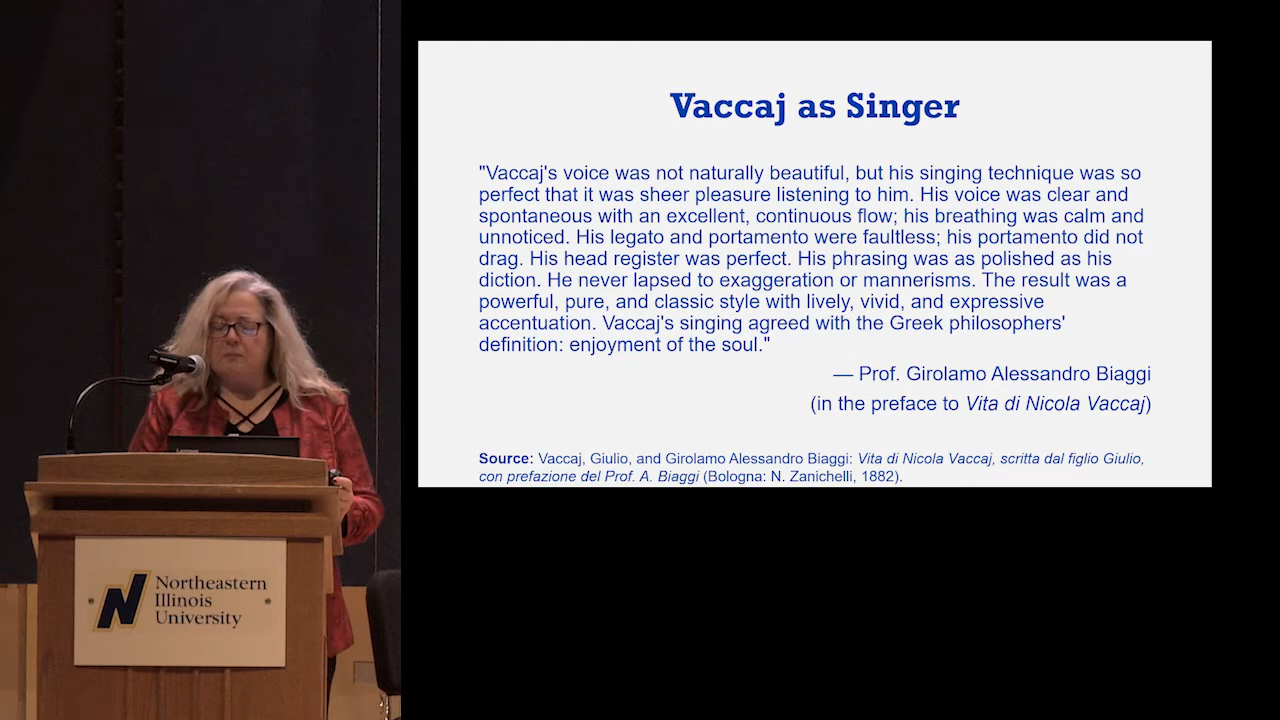 Vaccaj as Singer
"Vaccaj's voice was not naturally beautiful, but his singing technique was so
perfect that it was sheer pleasure listening to him. His voice was clear and
spontaneous with an excellent, continuous flow; his breathing was calm and
unnoticed. His legato and portamento were faultless; his portamento did not
drag. His head register was perfect. His phrasing was as polished as his
diction. He never lapsed to exaggeration or mannerisms. The result was a
powerful, pure, and classic style with lively, vivid, and expressive
accentuation. Vaccaj's singing agreed with the Greek philosophers'
definition: enjoyment of the soul."
— Prof. Girolamo Alessandro Biaggi
(in the preface to Vita di Nicola Vaccaj)
Source: Vaccaj, Giulio, and Girolamo Alessandro Biaggi: Vita di Nicola Vaccaj, scritta dal figlio Giulio,
con prefazione del Prof. A. Biaggi (Bologna: N. Zanichelli, 1882).
Lenovo
N
Northeastern
Illinois
University